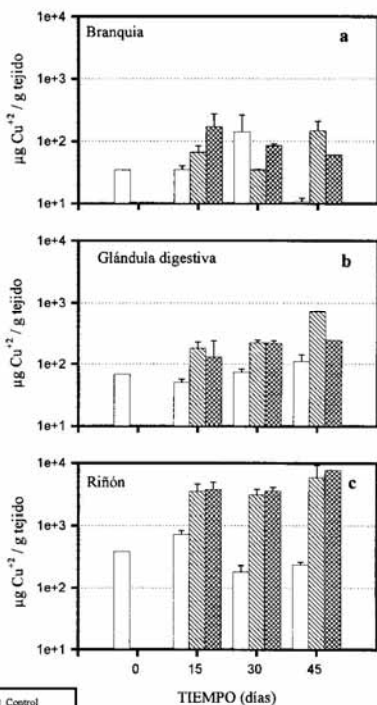 Branquia
a
µg Cu+2 / g tejido
1e+4
1e+3
1e+2
1e+1
Glándula digestiva
b
µg Cu+2 / g tejido
1e+4
1e+3
1e+2
1e+1
Riñón
c
µg Cu+2 / g tejido
1e+4
1e+3
1e+2
1e+1
0 15 30 45
TIEMPO (días)
Control